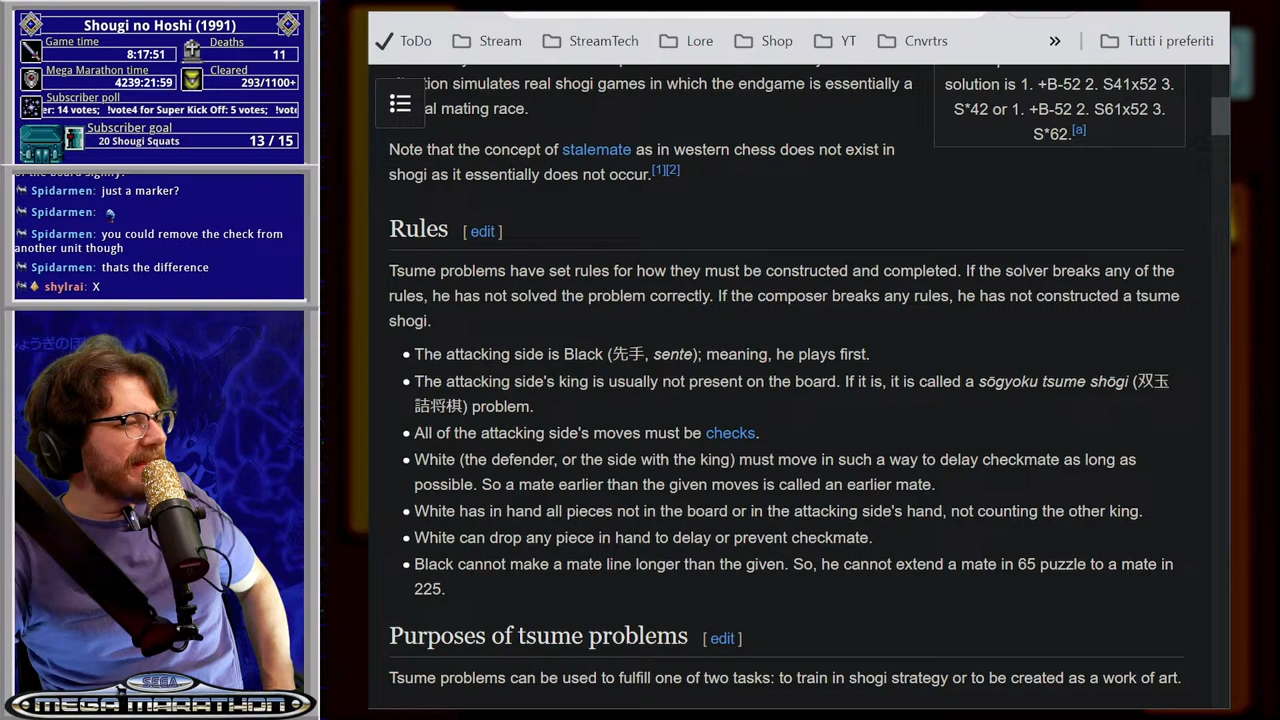 Shougi no Hoshi (1991)
Game time
8:17:51
Deaths
11
Mega Marathon time
4239:21:59
Cleared
293/1100+
Subscriber poll
er: 14 votes; !vote4 for Super Kick Off: 5 votes; !vot
Subscriber goal
20 Shougi Squats
13 / 15
Spidarmen: just a marker?
Spidarmen:
Spidarmen: you could remove the check from
another unit though
Spidarmen: thats the difference
shylrai: X
SEGA
MEGA MARATHON
ToDo
Stream
StreamTech
Lore
Shop
YT
Cnvrtrs
»
Tutti i preferiti
simulates real shogi games in which the endgame is essentially a
al mating race.
solution is 1. +B-52 2. S41x52 3.
S*42 or 1. +B-52 2. S61x52 3.
S*62.[a]
Note that the concept of stalemate as in western chess does not exist in
shogi as it essentially does not occur.[1][2]
Rules [ edit ]
Tsume problems have set rules for how they must be constructed and completed. If the solver breaks any of the
rules, he has not solved the problem correctly. If the composer breaks any rules, he has not constructed a tsume
shogi.
• The attacking side is Black (先手, sente); meaning, he plays first.
• The attacking side's king is usually not present on the board. If it is, it is called a sōgyoku tsume shōgi (双玉
詰将棋) problem.
• All of the attacking side's moves must be checks.
• White (the defender, or the side with the king) must move in such a way to delay checkmate as long as
possible. So a mate earlier than the given moves is called an earlier mate.
• White has in hand all pieces not in the board or in the attacking side's hand, not counting the other king.
• White can drop any piece in hand to delay or prevent checkmate.
• Black cannot make a mate line longer than the given. So, he cannot extend a mate in 65 puzzle to a mate in
225.
Purposes of tsume problems [ edit ]
Tsume problems can be used to fulfill one of two tasks: to train in shogi strategy or to be created as a work of art.